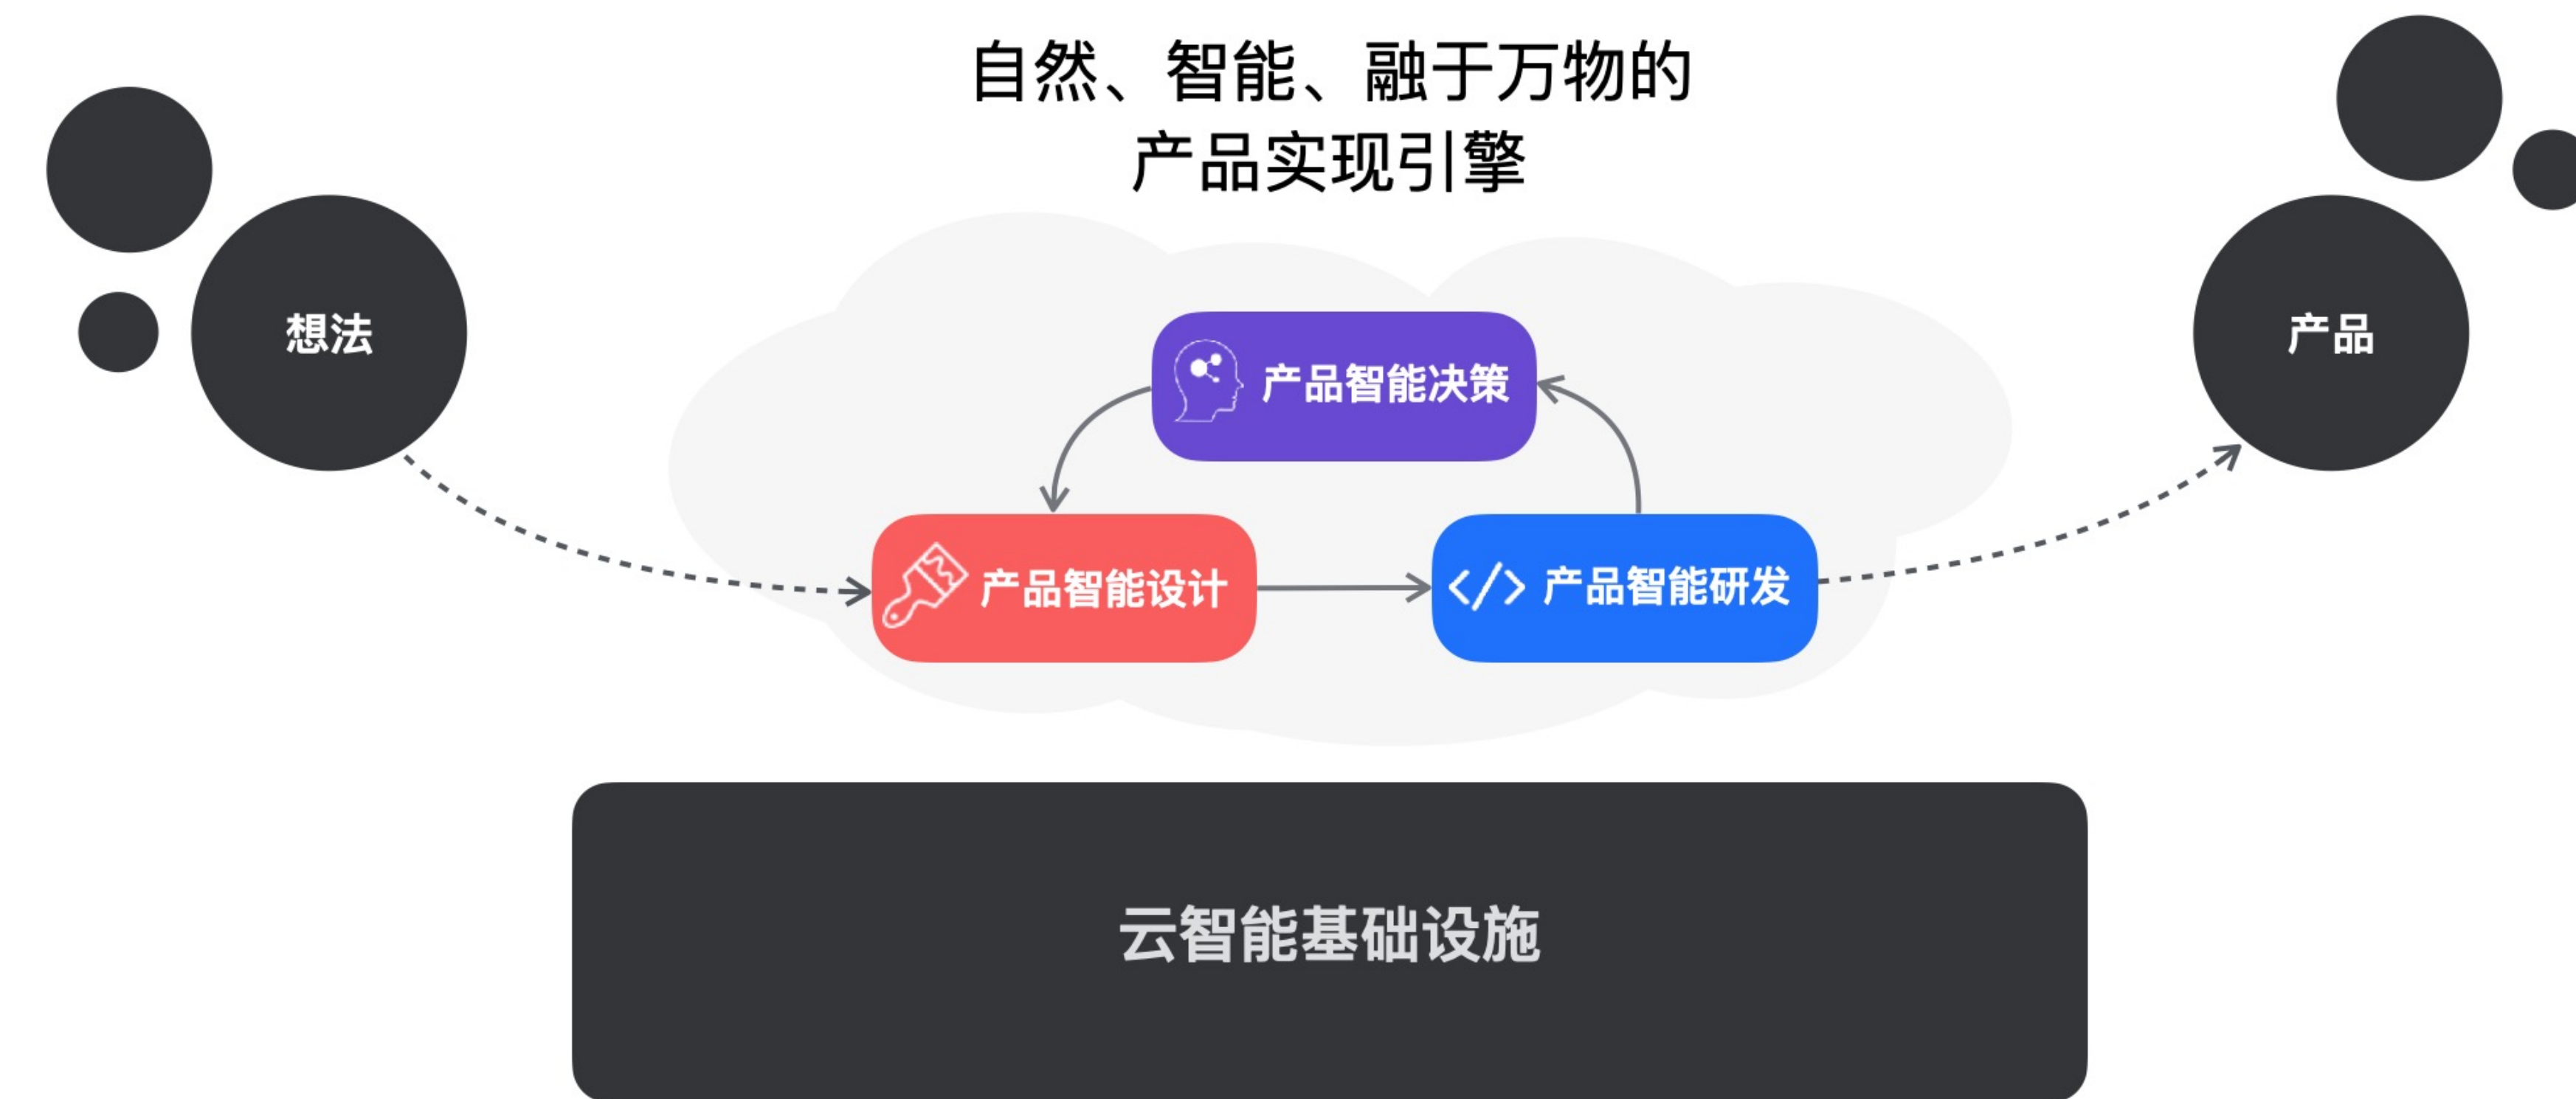 自然、智能、融于万物的
产品实现引擎
想法
产品
产品智能决策
产品智能设计
产品智能研发
云智能基础设施